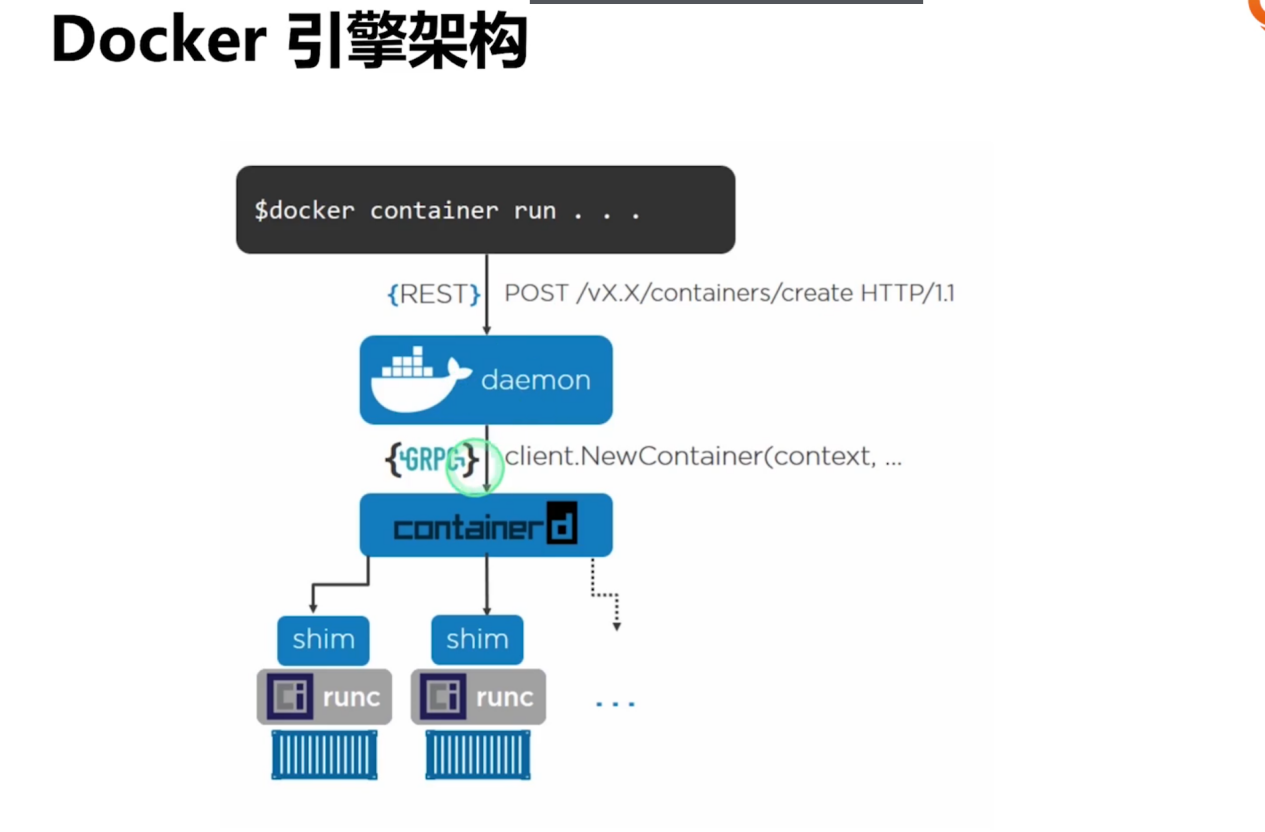 Docker 引擎架构
$docker container run . . .
{REST} POST /vX.X/containers/create HTTP/1.1
daemon
{GRPC} client.NewContainer(context, ...
containerd
shim shim
runc runc
...